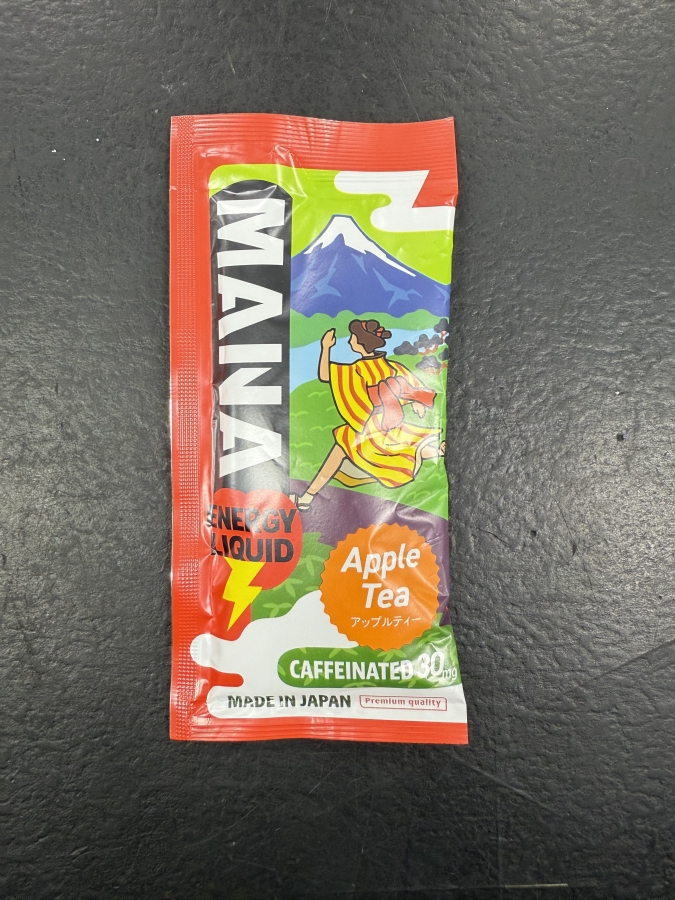 MANA
ENERGY
LIQUID
Apple
Tea
アップルティー
CAFFEINATED 30mg
MADE IN JAPAN
Premium quality